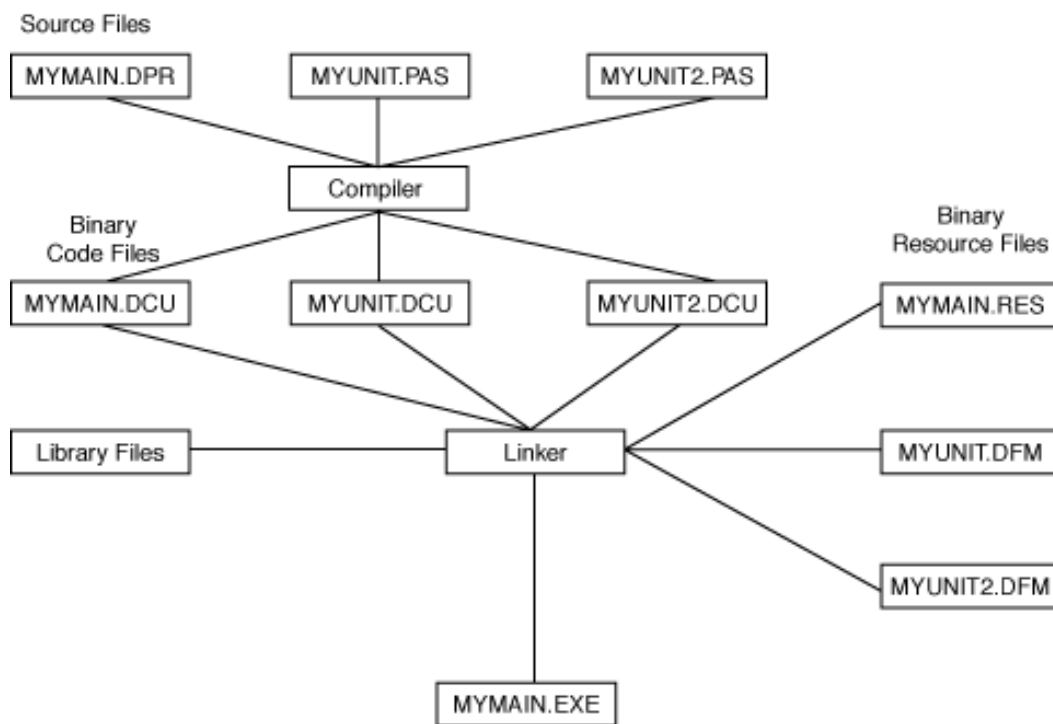 Source Files
MYMAIN.DPR
MYUNIT.PAS
MYUNIT2.PAS
Compiler
Binary
Code Files
Binary
Resource Files
MYMAIN.DCU
MYUNIT.DCU
MYUNIT2.DCU
MYMAIN.RES
Library Files
Linker
MYUNIT.DFM
MYUNIT2.DFM
MYMAIN.EXE